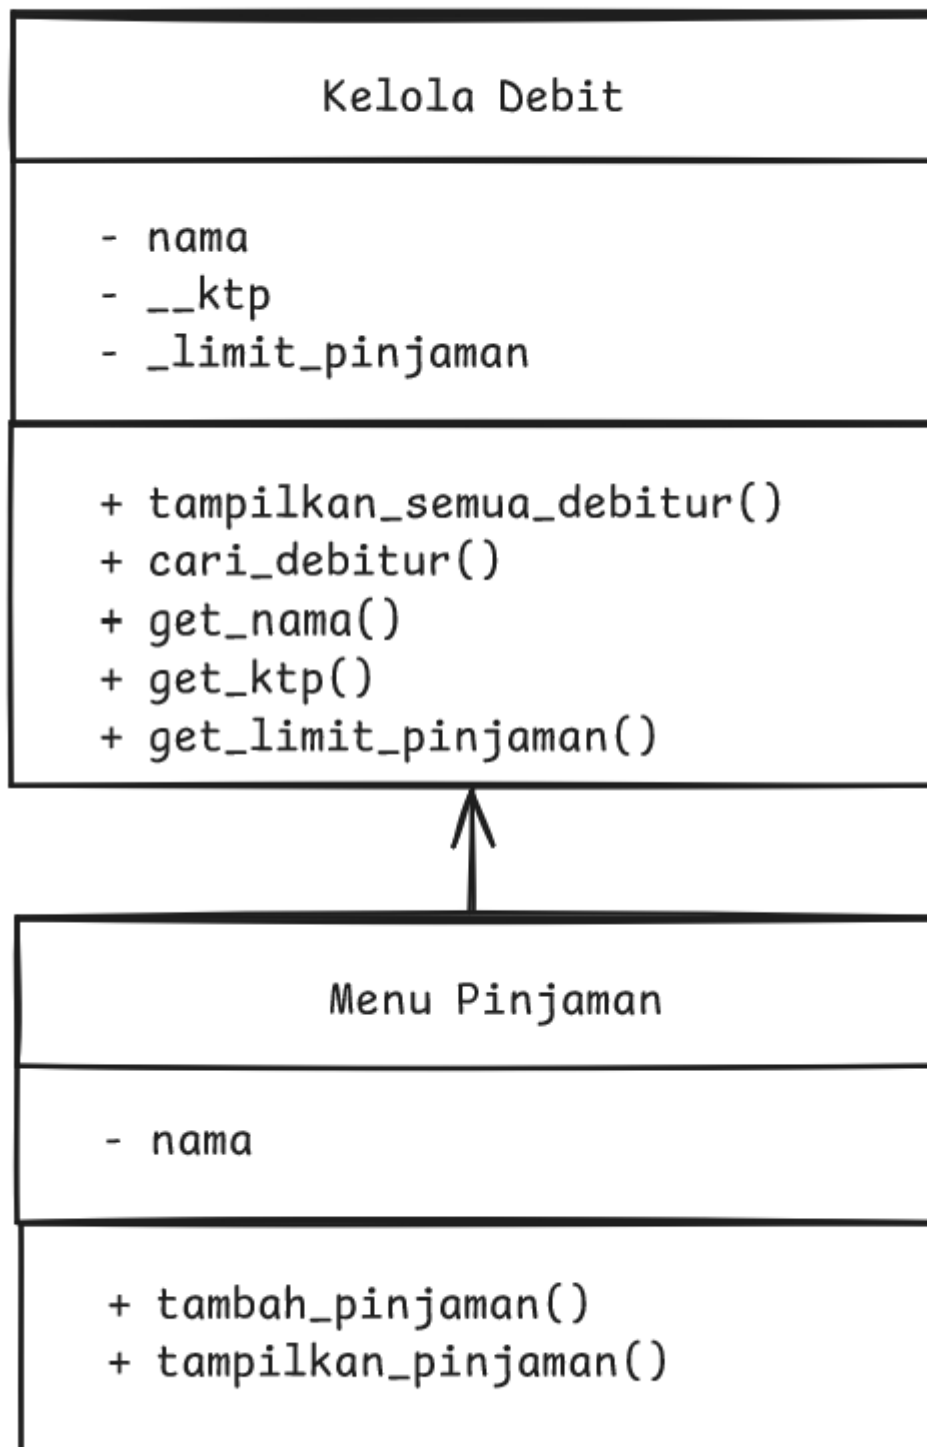 Kelola Debit
- nama
- __ktp
- _limit_pinjaman
+ tampilkan_semua_debitur()
+ cari_debitur()
+ get_nama()
+ get_ktp()
+ get_limit_pinjaman()
Menu Pinjaman
- nama
+ tambah_pinjaman()
+ tampilkan_pinjaman()